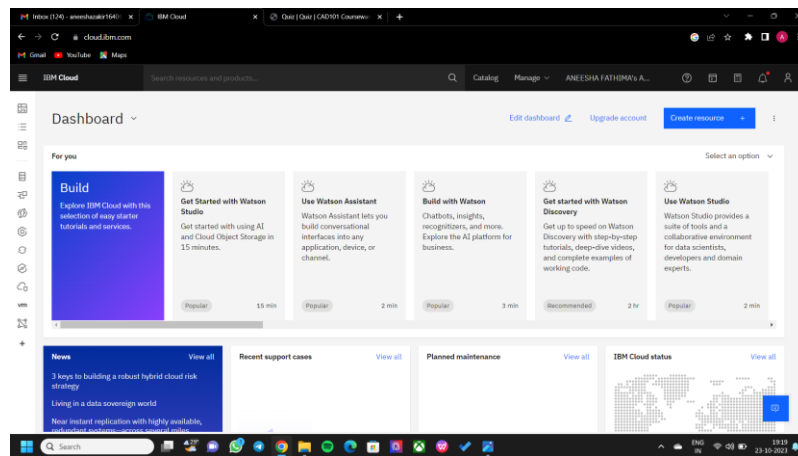 Inbox (124) - aneeshazakir1640
IBM Cloud
Quiz | Quiz | CAD101 Coursewa
cloud.ibm.com
Gmail YouTube Maps
IBM Cloud Search resources and products... Catalog Manage ANEESHA FATHIMA's A...
Dashboard
Edit dashboard Upgrade account Create resource +
For you
Select an option
Build
Explore IBM Cloud with this
selection of easy starter
tutorials and services.
Get Started with Watson
Studio
Get started with using AI
and Cloud Object Storage in
15 minutes.
Popular 15 min
Use Watson Assistant
Watson Assistant lets you
build conversational
interfaces into any
application, device, or
channel.
Popular 2 min
Build with Watson
Chatbots, insights,
recognitizers, and more.
Explore the AI platform for
business.
Popular 3 min
Get started with Watson
Discovery
Get up to speed on Watson
Discovery with step-by-step
tutorials, deep-dive videos,
and complete examples of
working code.
Recommended 2 hr
Use Watson Studio
Watson Studio provides a
suite of tools and a
collaborative environment
for data scientists,
developers and domain
experts.
Popular 2 min
vm
News View all
3 keys to building a robust hybrid cloud risk
strategy
Living in a data sovereign world
Near instant replication with highly available,
redundant systems—across several miles
Recent support cases View all
Planned maintenance View all
IBM Cloud status View all
Search
29°
ENG
IN
19:19
23-10-2023